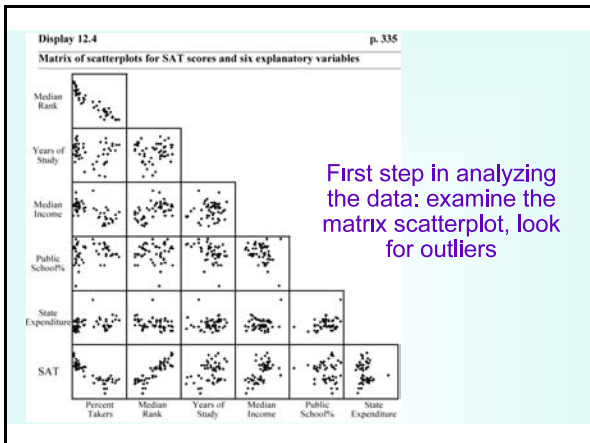 Display 12.4 p. 335
Matrix of scatterplots for SAT scores and six explanatory variables
Median
Rank
Years of
Study
Median
Income
Public
School%
State
Expenditure
SAT
Percent
Takers
Median
Rank
Years of
Study
Median
Income
Public
School%
State
Expenditure
First step in analyzing
the data: examine the
matrix scatterplot, look
for outliers